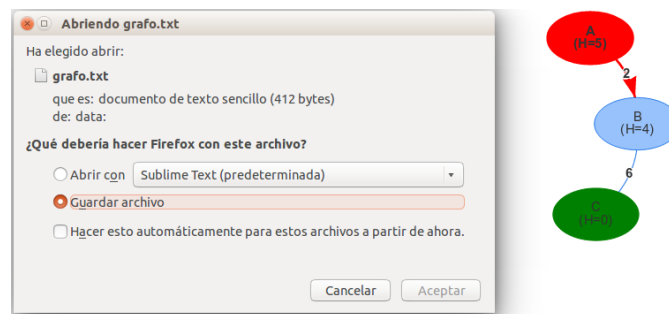 Abriendo grafo.txt
Ha elegido abrir:
grafo.txt
que es: documento de texto sencillo (412 bytes)
de: data:
¿Qué debería hacer Firefox con este archivo?
Abrir con Sublime Text (predeterminada)
Guardar archivo
Hacer esto automáticamente para estos archivos a partir de ahora.
Cancelar Aceptar
A
(H=5)
2
B
(H=4)
6
C
(H=0)